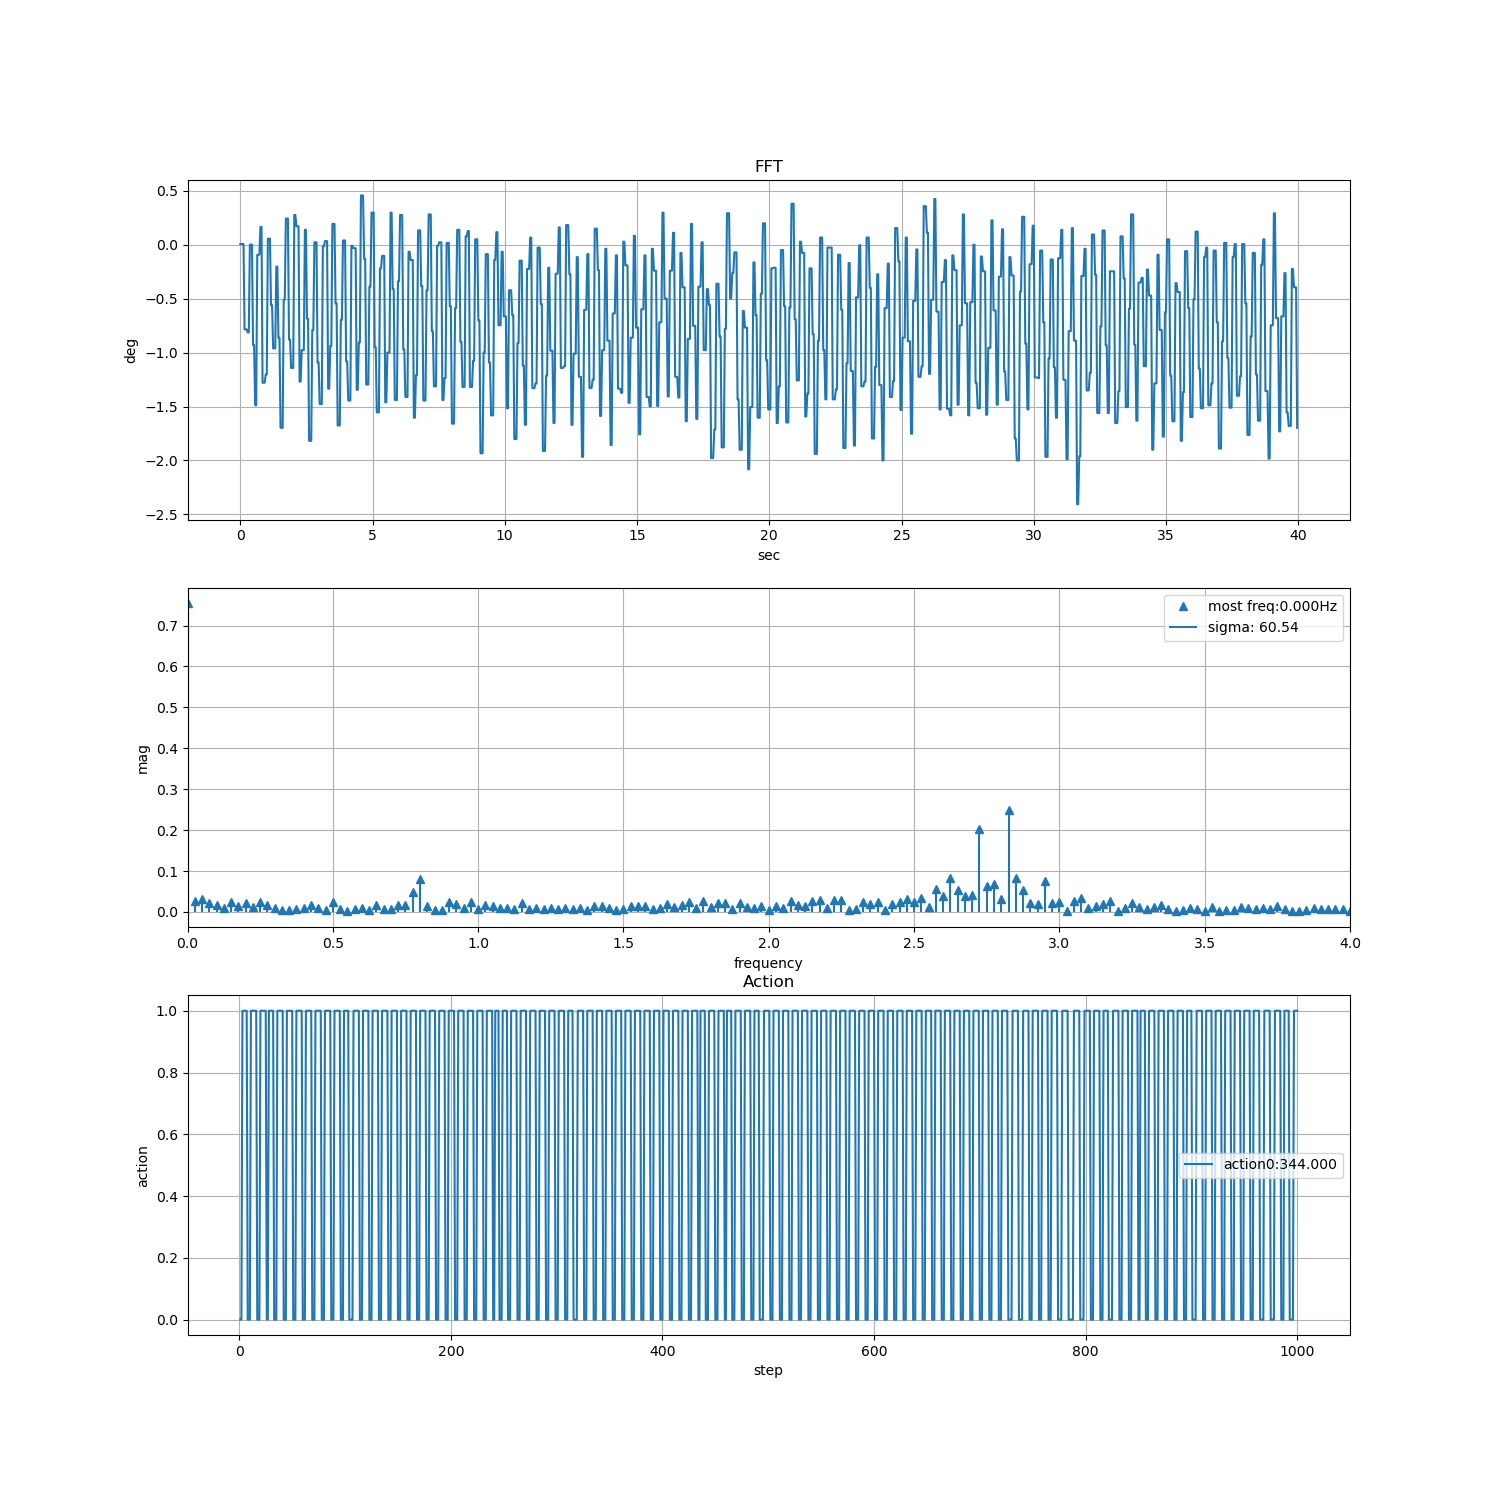 FFT
0.5
0.0
−0.5
−1.0
−1.5
−2.0
−2.5
deg
0 5 10 15 20 25 30 35 40
sec
most freq:0.000Hz
sigma: 60.54
0.7
0.6
0.5
0.4
0.3
0.2
0.1
0.0
mag
0.0 0.5 1.0 1.5 2.0 2.5 3.0 3.5 4.0
frequency
Action
1.0
0.8
0.6
0.4
0.2
0.0
action
action0:344.000
0 200 400 600 800 1000
step